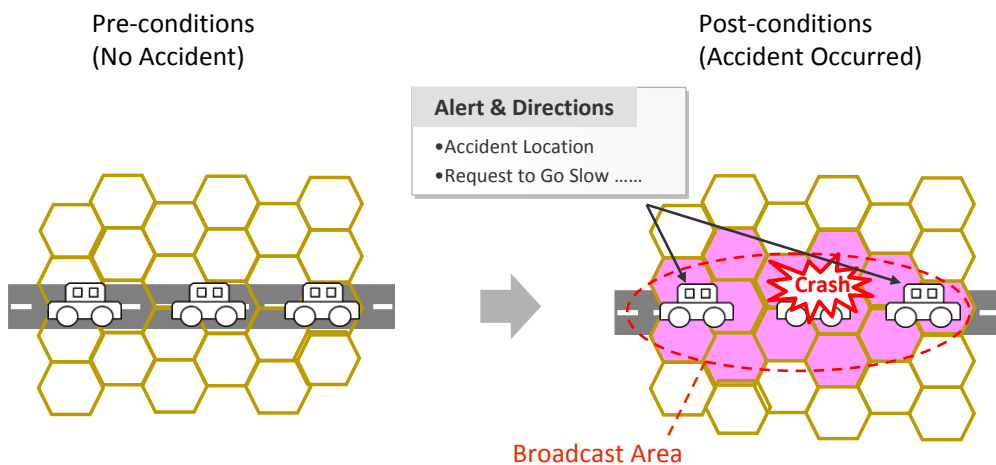 Pre-conditions
(No Accident)
Post-conditions
(Accident Occurred)
Alert & Directions
•Accident Location
•Request to Go Slow ......
Crash
Broadcast Area